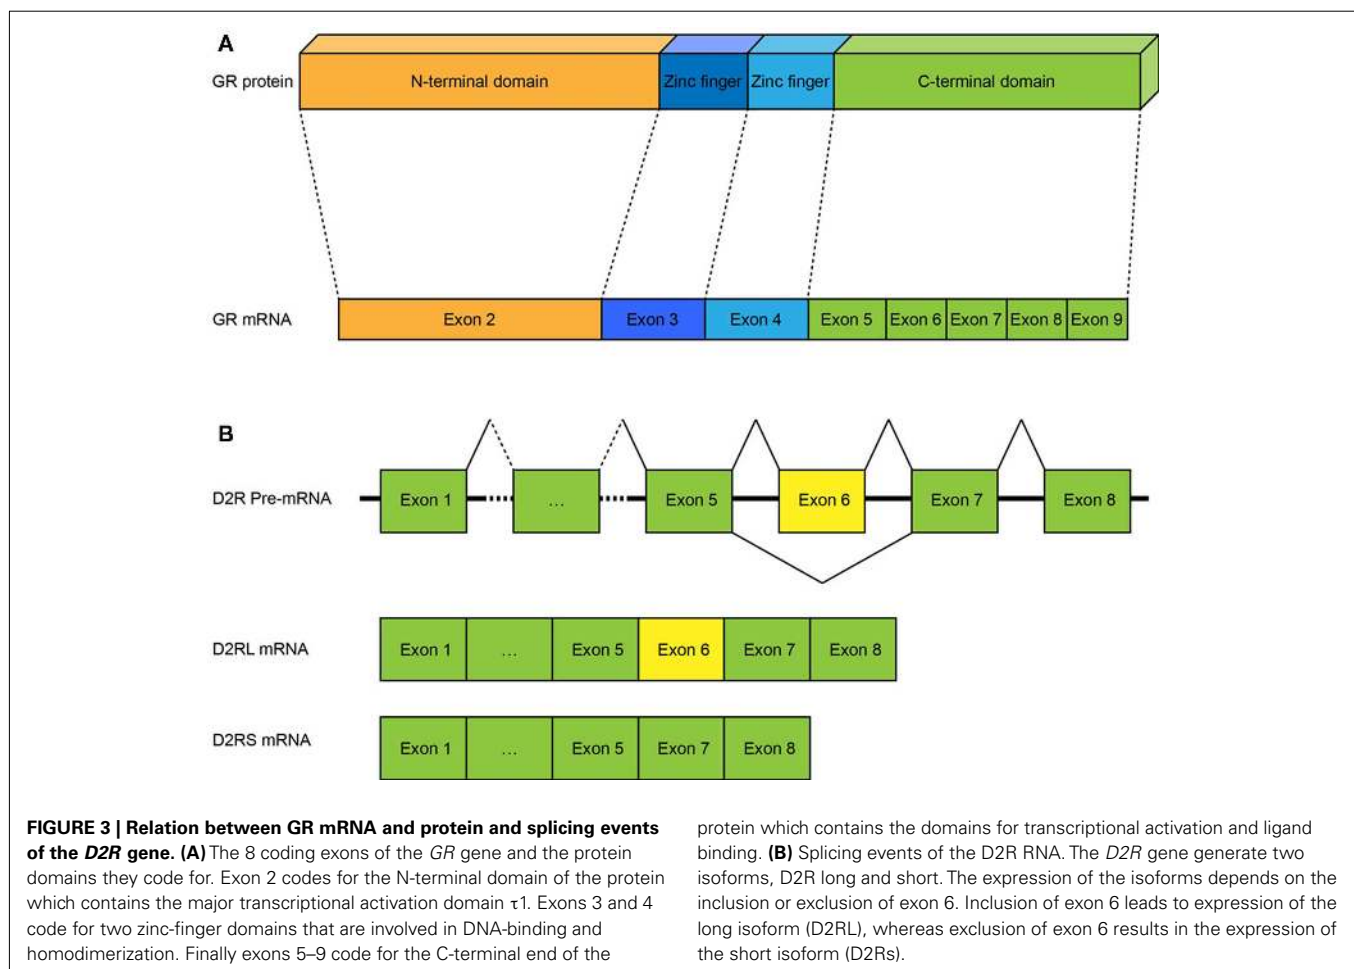 A
GR protein
N-terminal domain
Zinc finger
Zinc finger
C-terminal domain
GR mRNA
Exon 2
Exon 3
Exon 4
Exon 5
Exon 6
Exon 7
Exon 8
Exon 9
B
D2R Pre-mRNA
Exon 1
...
Exon 5
Exon 6
Exon 7
Exon 8
D2RL mRNA
Exon 1
...
Exon 5
Exon 6
Exon 7
Exon 8
D2RS mRNA
Exon 1
...
Exon 5
Exon 7
Exon 8
FIGURE 3 | Relation between GR mRNA and protein and splicing events
of the D2R gene. (A) The 8 coding exons of the GR gene and the protein
domains they code for. Exon 2 codes for the N-terminal domain of the protein
which contains the major transcriptional activation domain τ1. Exons 3 and 4
code for two zinc-finger domains that are involved in DNA-binding and
homodimerization. Finally exons 5–9 code for the C-terminal end of the
protein which contains the domains for transcriptional activation and ligand
binding. (B) Splicing events of the D2R RNA. The D2R gene generate two
isoforms, D2R long and short. The expression of the isoforms depends on the
inclusion or exclusion of exon 6. Inclusion of exon 6 leads to expression of the
long isoform (D2RL), whereas exclusion of exon 6 results in the expression of
the short isoform (D2Rs).